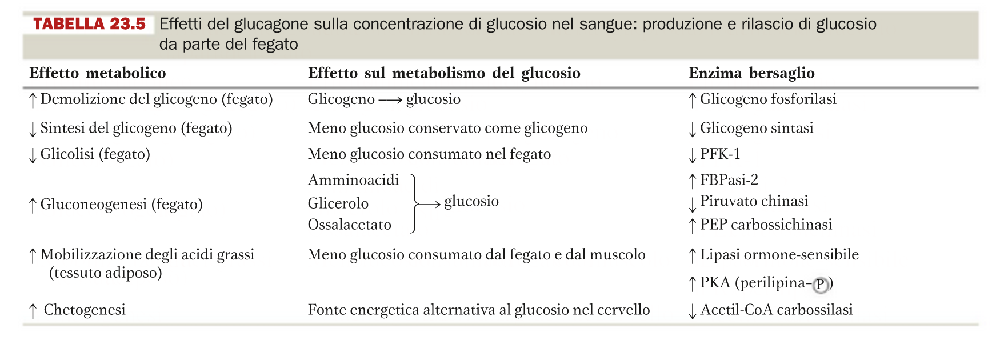 TABELLA 23.5 Effetti del glucagone sulla concentrazione di glucosio nel sangue: produzione e rilascio di glucosio
da parte del fegato
Effetto metabolico Effetto sul metabolismo del glucosio Enzima bersaglio
↑ Demolizione del glicogeno (fegato) Glicogeno ⟶ glucosio ↑ Glicogeno fosforilasi
↓ Sintesi del glicogeno (fegato) Meno glucosio conservato come glicogeno ↓ Glicogeno sintasi
↓ Glicolisi (fegato) Meno glucosio consumato nel fegato ↓ PFK-1
Amminoacidi ↑ FBPasi-2
↑ Gluconeogenesi (fegato) Glicerolo ⟶ glucosio ↓ Piruvato chinasi
Ossalacetato ↑ PEP carbossichinasi
↑ Mobilizzazione degli acidi grassi Meno glucosio consumato dal fegato e dal muscolo ↑ Lipasi ormone-sensibile
(tessuto adiposo)
↑ PKA (perilipina–P)
↑ Chetogenesi Fonte energetica alternativa al glucosio nel cervello ↓ Acetil-CoA carbossilasi